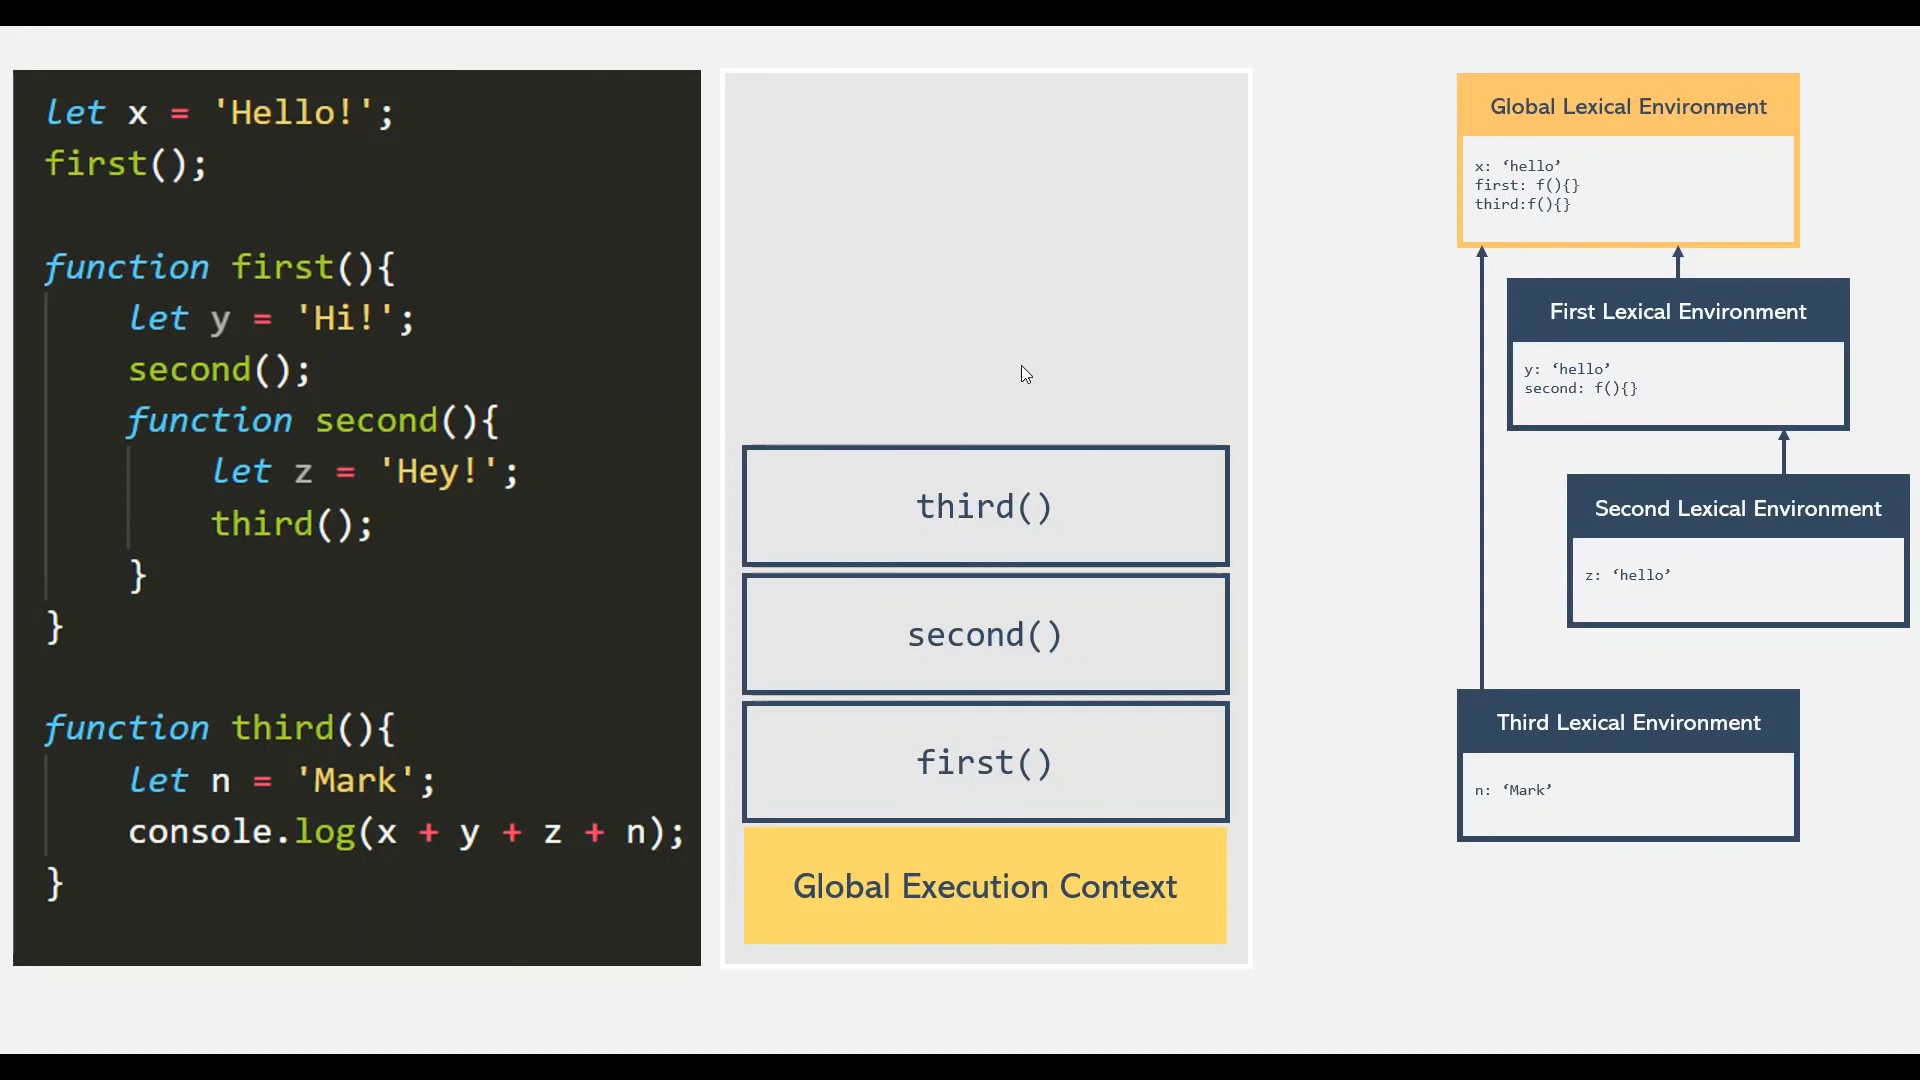 let x = 'Hello!';
first();
function first(){
let y = 'Hi!';
second();
function second(){
let z = 'Hey!';
third();
}
}
function third(){
let n = 'Mark';
console.log(x + y + z + n);
}
third()
second()
first()
Global Execution Context
Global Lexical Environment
x: ‘hello’
first: f(){}
third:f(){}
First Lexical Environment
y: ‘hello’
second: f(){}
Second Lexical Environment
z: ‘hello’
Third Lexical Environment
n: ‘Mark’